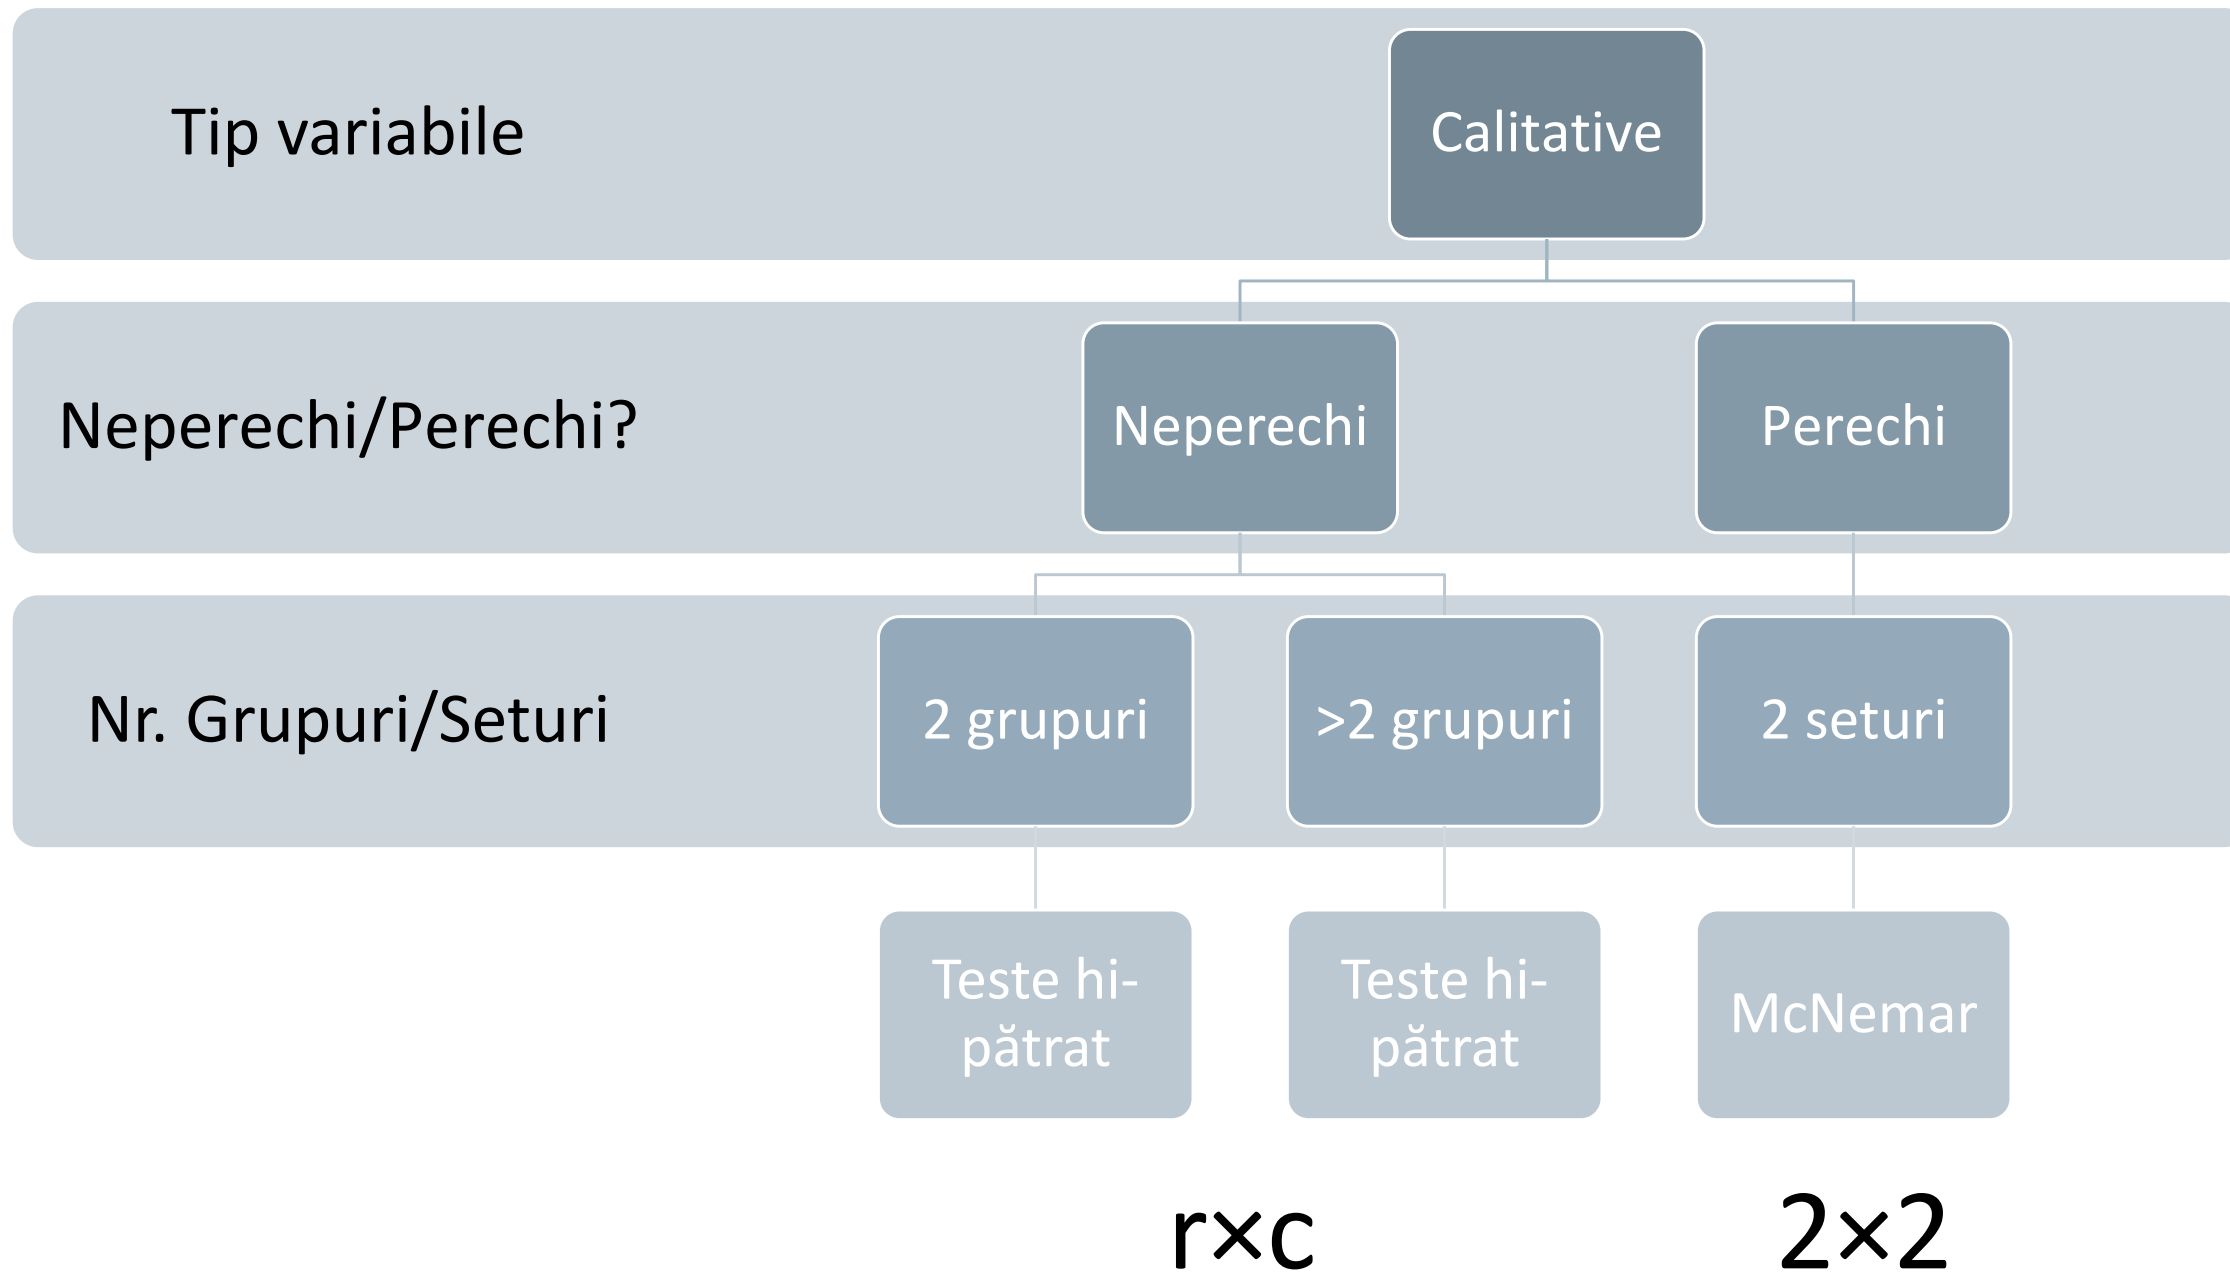 Tip variabile
Calitative
Neperechi/Perechi?
Neperechi
Perechi
Nr. Grupuri/Seturi
2 grupuri
>2 grupuri
2 seturi
Teste hi-
pătrat
Teste hi-
pătrat
McNemar
r×c
2×2